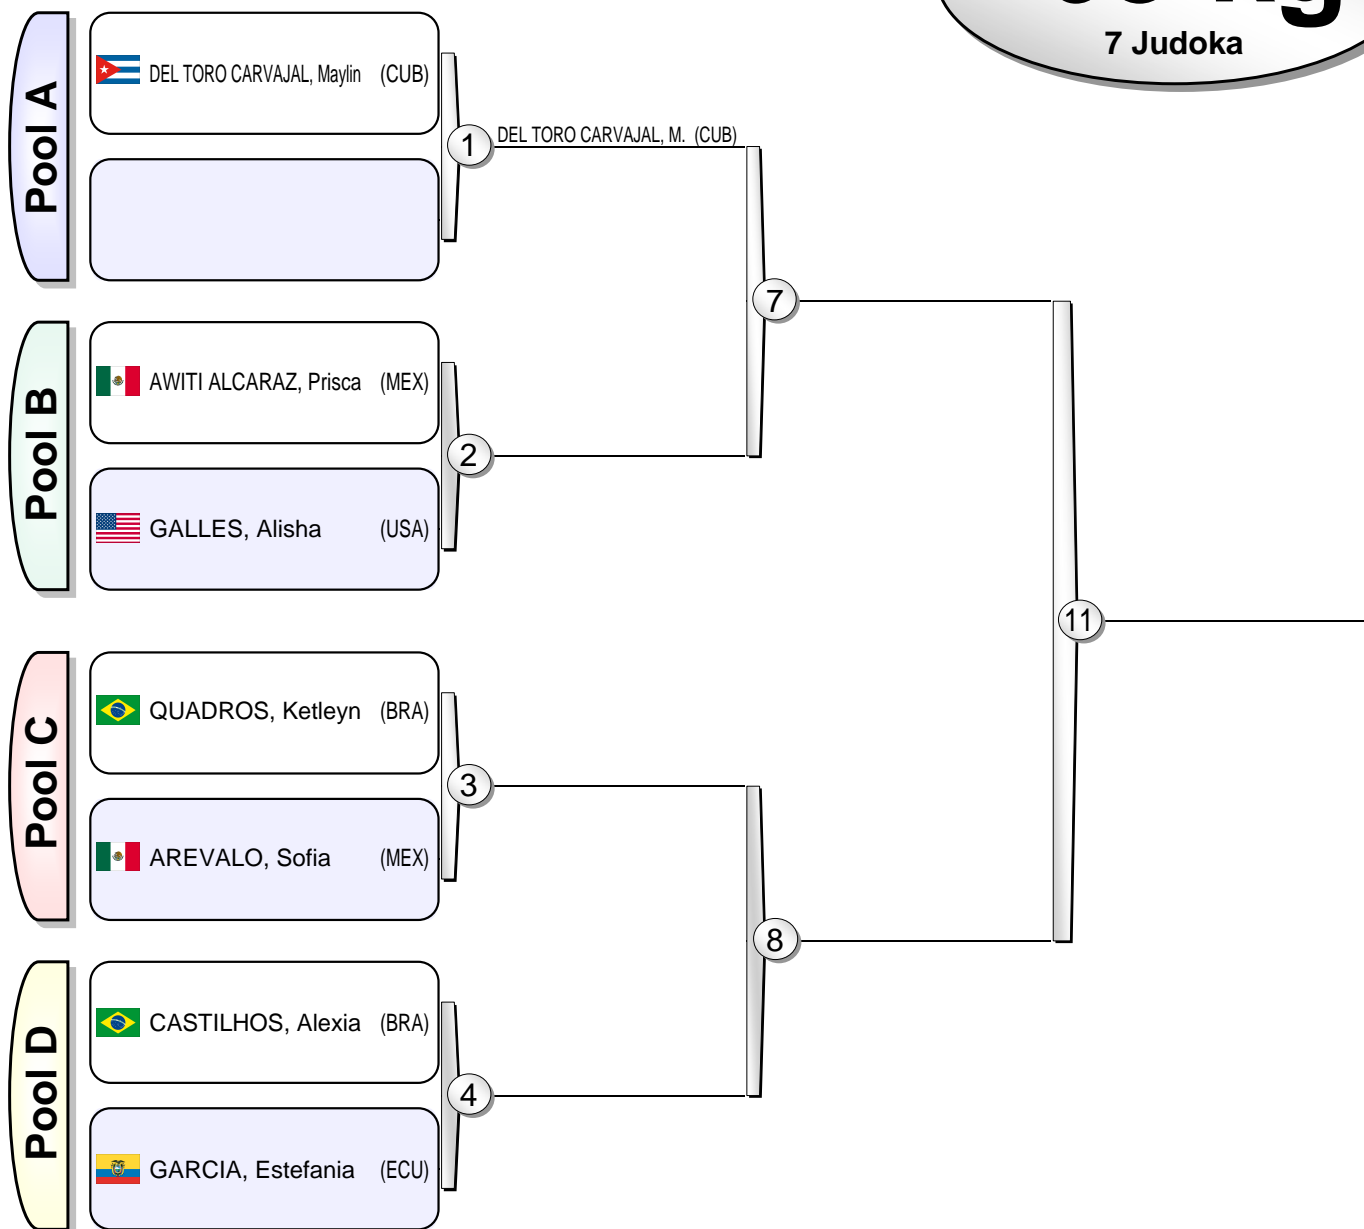 7 Judoka
Pool A
DEL TORO CARVAJAL, Maylin (CUB)
1
DEL TORO CARVAJAL, M. (CUB)
7
Pool B
AWITI ALCARAZ, Prisca (MEX)
2
GALLES, Alisha (USA)
11
Pool C
QUADROS, Ketleyn (BRA)
3
AREVALO, Sofia (MEX)
8
Pool D
CASTILHOS, Alexia (BRA)
4
GARCIA, Estefania (ECU)